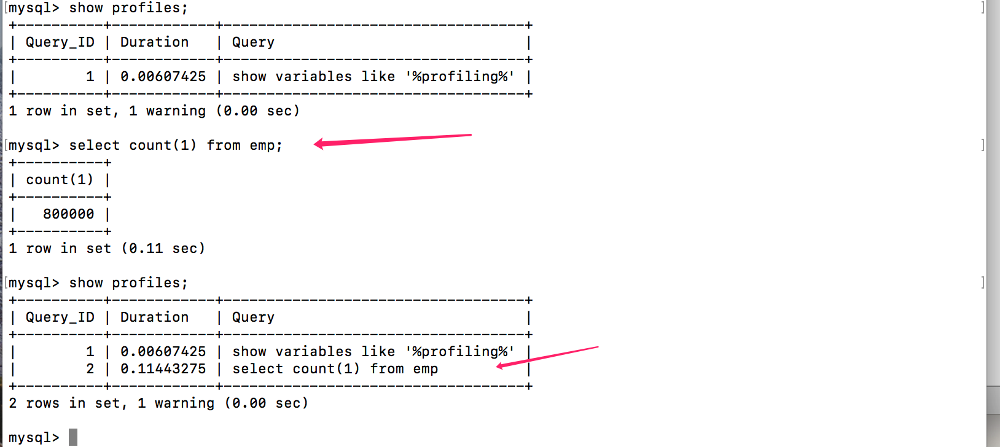 [mysql> show profiles; ]
+----------+------------+-----------------------------------+
| Query_ID | Duration   | Query                             |
+----------+------------+-----------------------------------+
|        1 | 0.00607425 | show variables like '%profiling%' |
+----------+------------+-----------------------------------+
1 row in set, 1 warning (0.00 sec)
[mysql> select count(1) from emp; ]
+----------+
| count(1) |
+----------+
|   800000 |
+----------+
1 row in set (0.11 sec)
[mysql> show profiles; ]
+----------+------------+-----------------------------------+
| Query_ID | Duration   | Query                             |
+----------+------------+-----------------------------------+
|        1 | 0.00607425 | show variables like '%profiling%' |
|        2 | 0.11443275 | select count(1) from emp          |
+----------+------------+-----------------------------------+
2 rows in set, 1 warning (0.00 sec)
mysql>